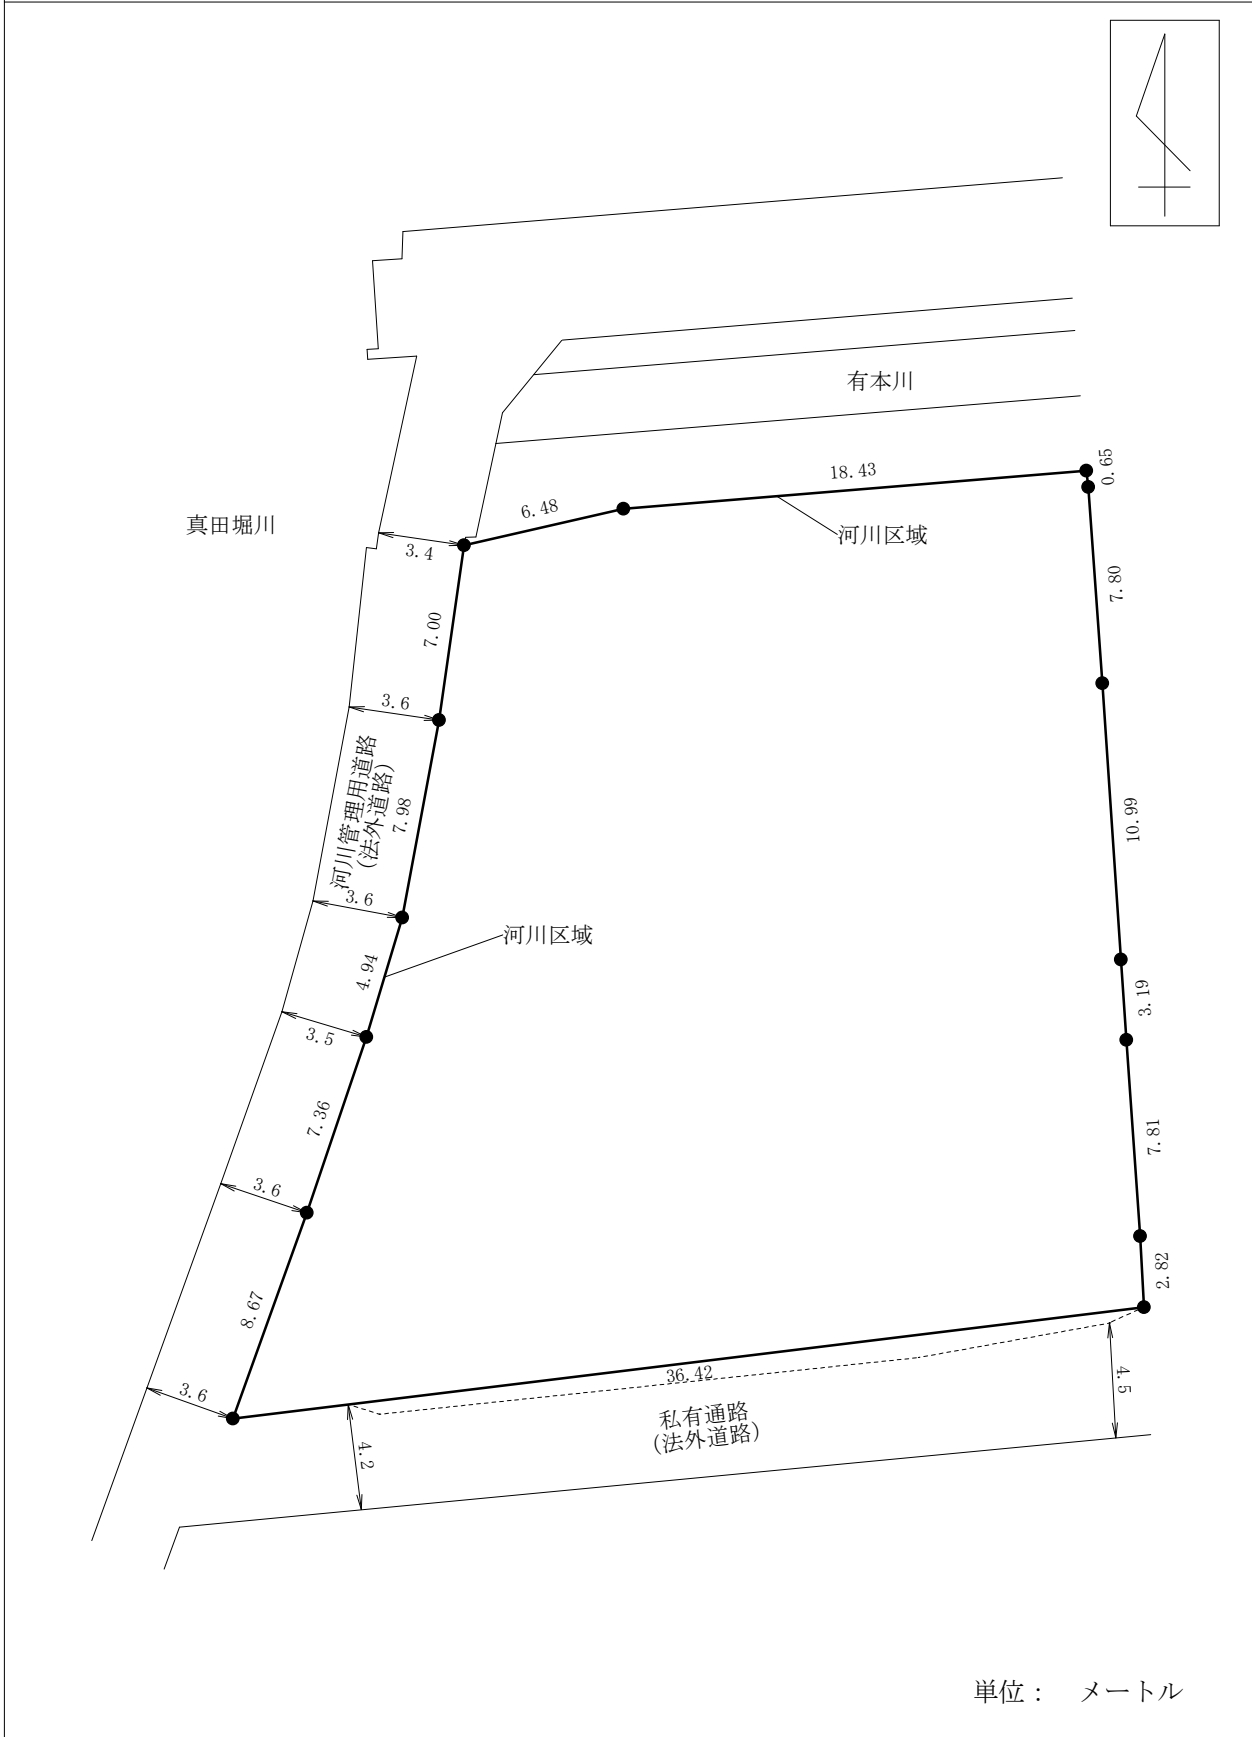 有本川
18.43
0.65
6.48
真田堀川
河川区域
3.4
7.80
7.00
3.6
河川管理用道路
(法外道路)
7.98
10.99
3.6
河川区域
4.94
3.19
3.5
7.36
7.81
3.6
2.82
8.67
36.42
3.6
4.5
私有通路
(法外道路)
4.2
単位： メートル